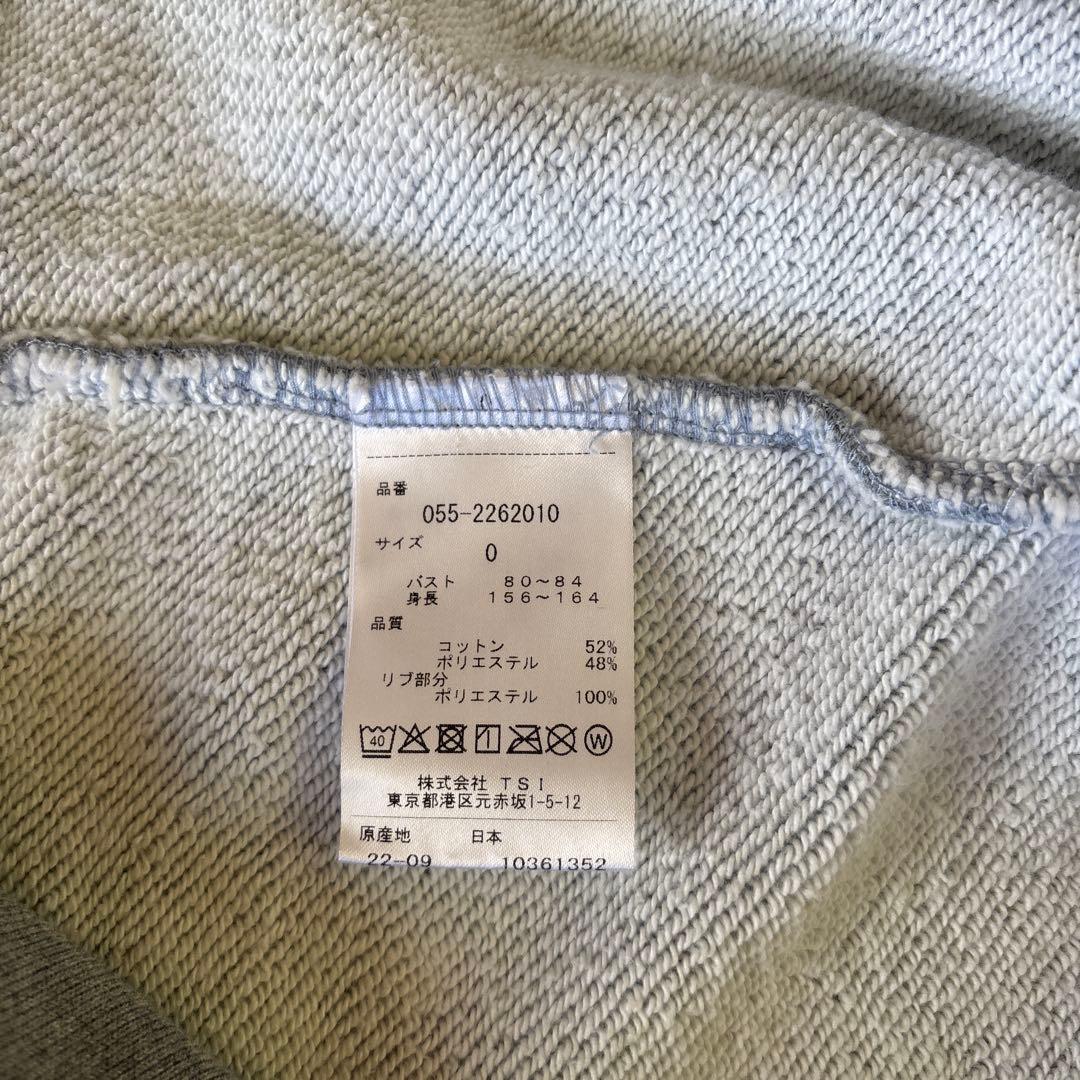 品番
055-2262010
サイズ
0
バスト 80～84
身長 156～164
品質
コットン 52%
ポリエステル 48%
リブ部分
ポリエステル 100%
40 W
株式会社 TSI
東京都港区元赤坂1-5-12
原産地 日本
22-09 10361352